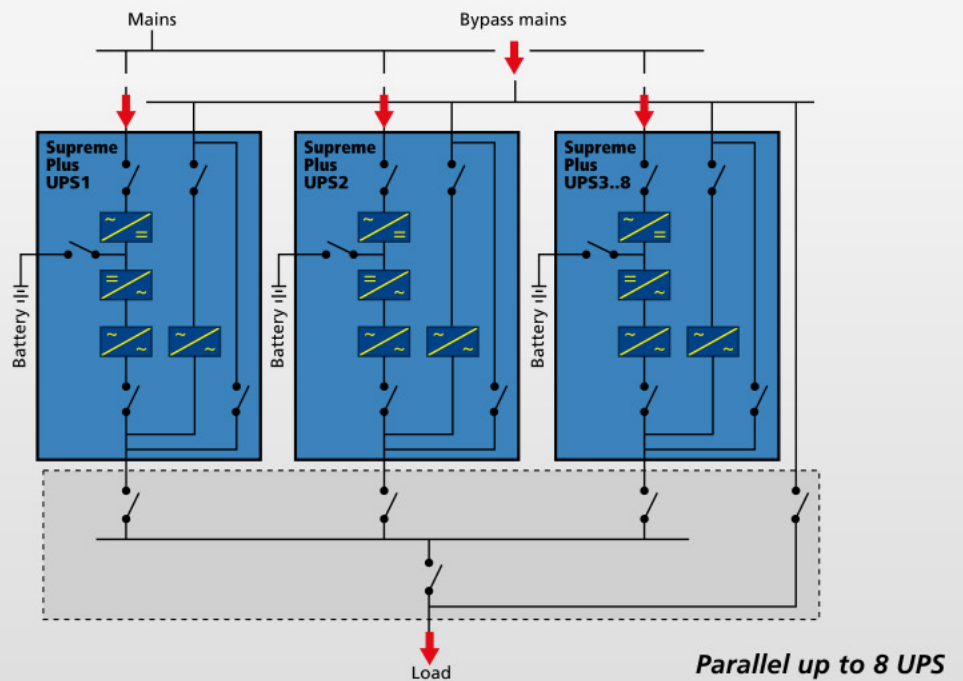 Mains
Bypass mains
Supreme
Plus
UPS1
Supreme
Plus
UPS2
Supreme
Plus
UPS3..8
Battery
Battery
Battery
Load
Parallel up to 8 UPS